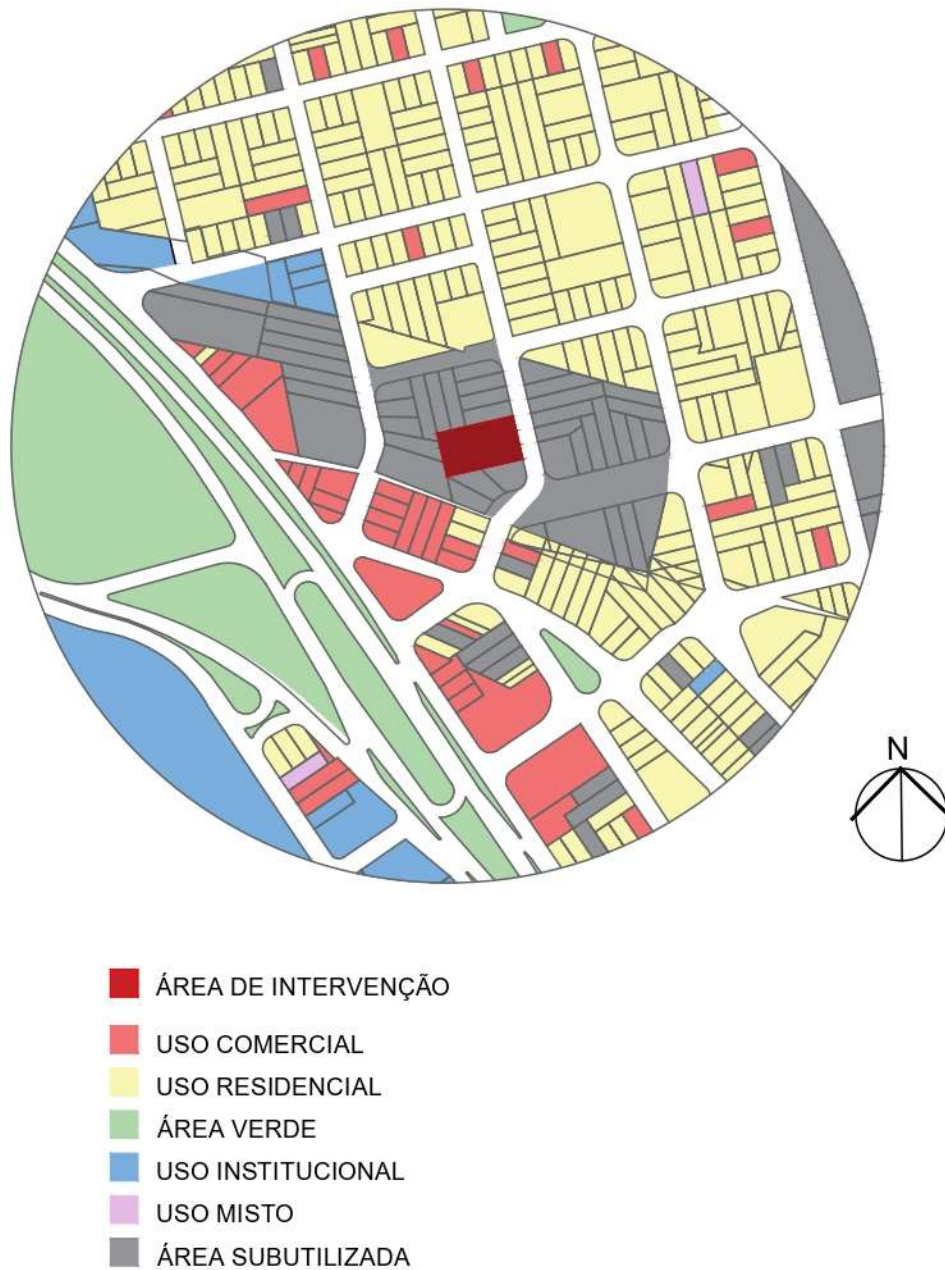 N
ÁREA DE INTERVENÇÃO
USO COMERCIAL
USO RESIDENCIAL
ÁREA VERDE
USO INSTITUCIONAL
USO MISTO
ÁREA SUBUTILIZADA